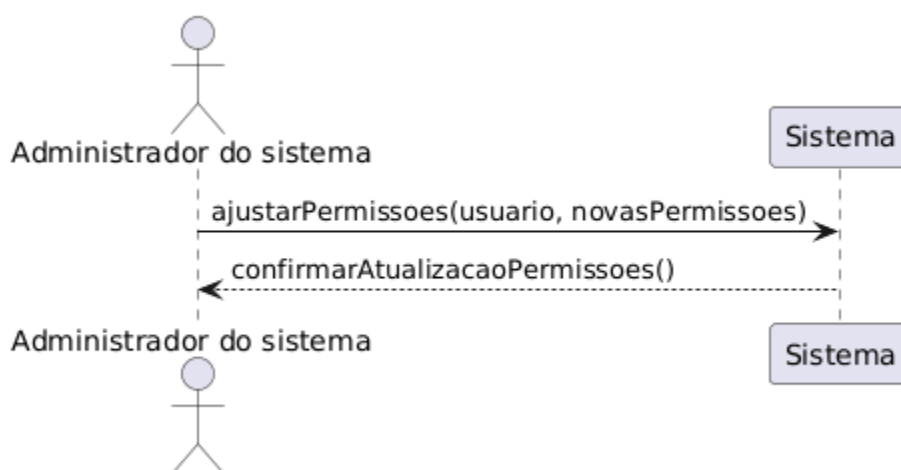 Administrador do sistema
Sistema
ajustarPermissoes(usuario, novasPermissoes)
confirmarAtualizacaoPermissoes()
Administrador do sistema
Sistema